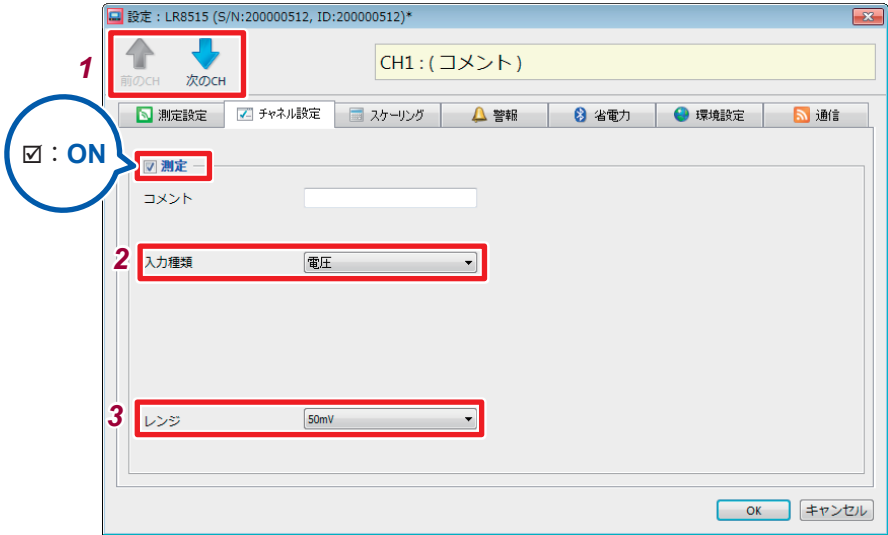 設定：LR8515 (S/N:200000512, ID:200000512)*
1
前のCH 次のCH
CH1 : ( コメント )
測定設定 チャネル設定 スケーリング 警報 省電力 環境設定 通信
☑：ON
測定
コメント
2 入力種類 電圧
3 レンジ 50mV
OK キャンセル